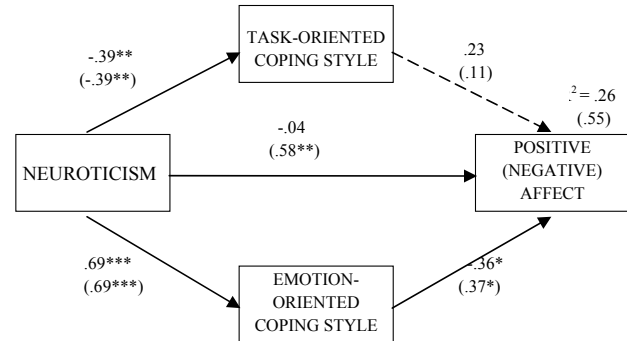 TASK-ORIENTED
COPING STYLE
-.39**
(-.39**)
.23
(.11)
.² = .26
(.55)
-.04
(.58**)
NEUROTICISM
POSITIVE
(NEGATIVE)
AFFECT
.69***
(.69***)
EMOTION-
ORIENTED
COPING STYLE
-.36*
(.37*)